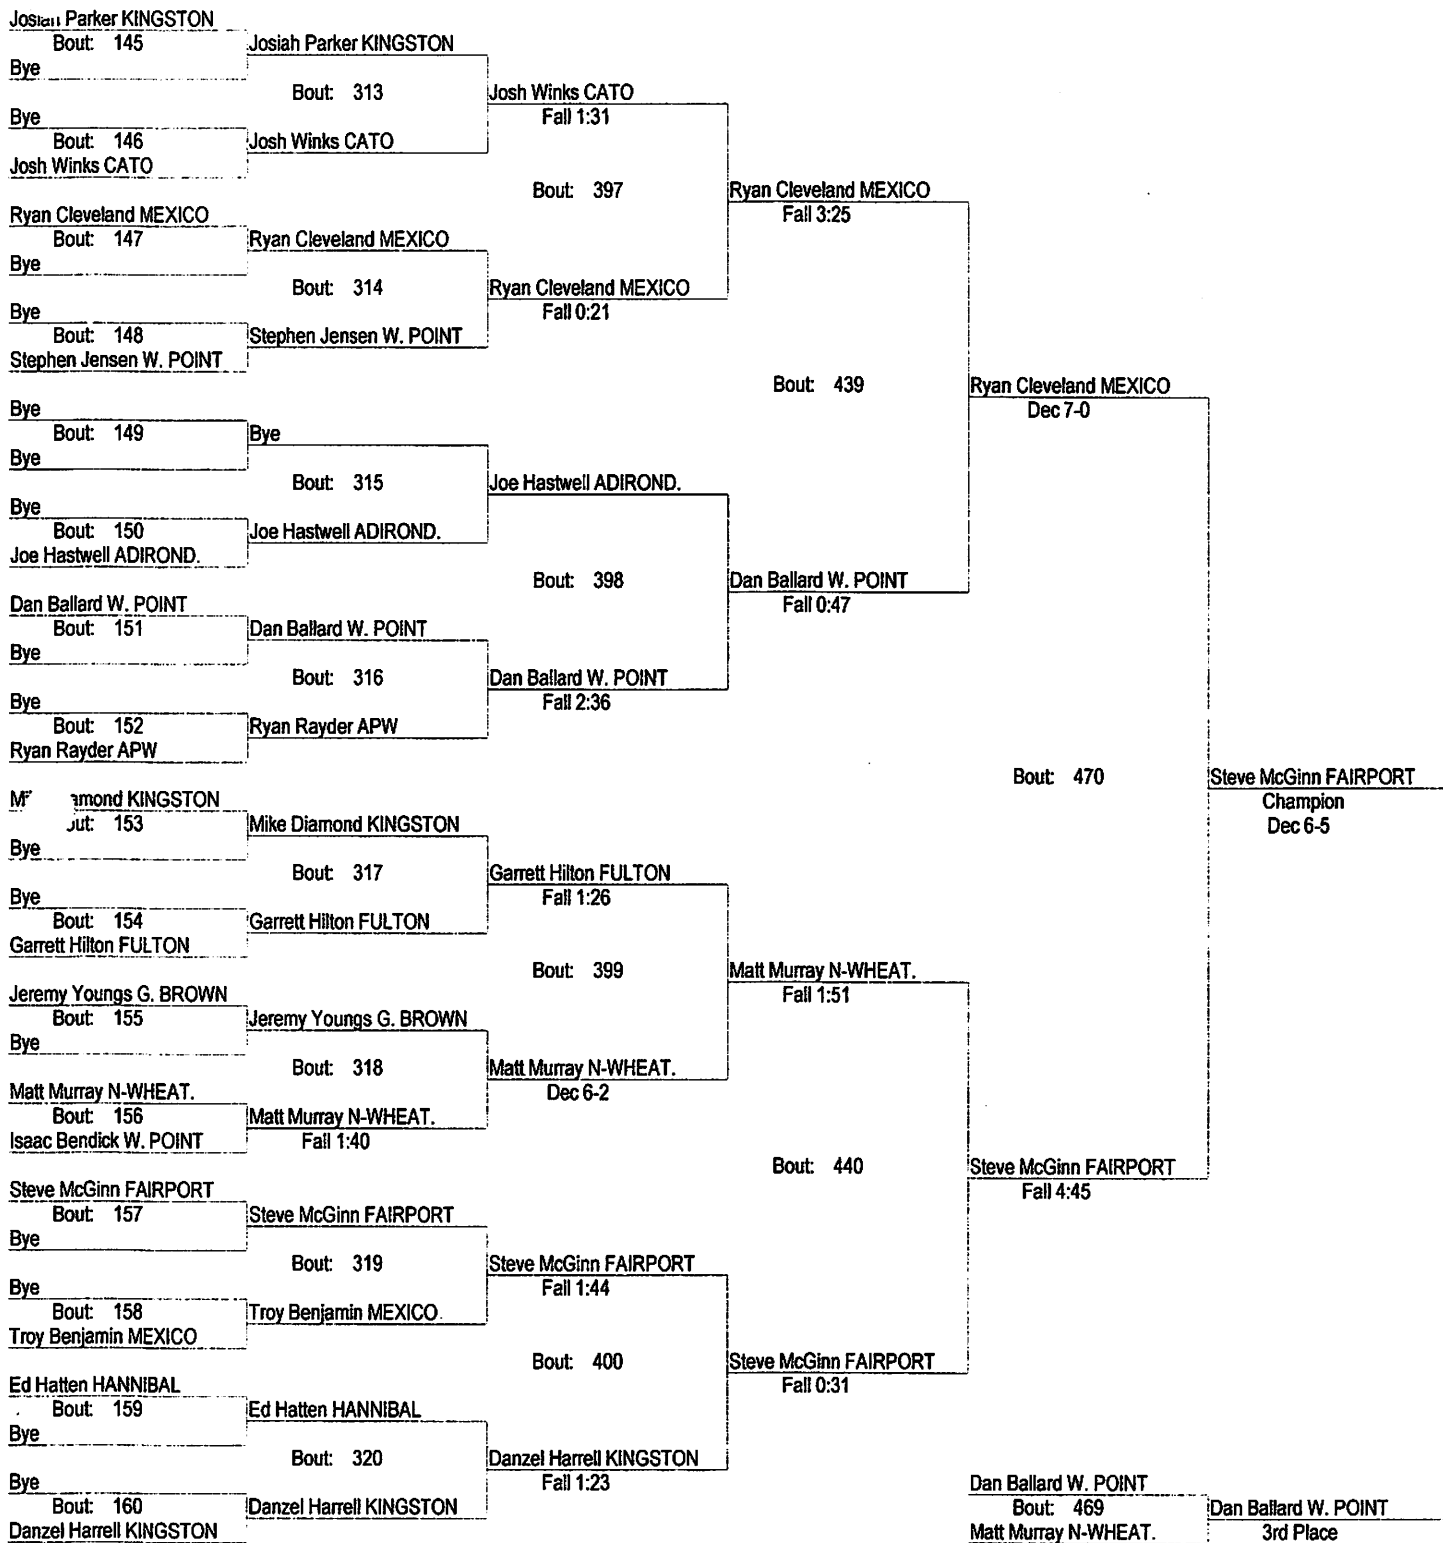 Parker KINGSTON
Bout: 145
Bye
Josiah Parker KINGSTON
Bout: 313
Bye
Bout: 146
Josh Winks CATO
Josh Winks CATO
Josh Winks CATO
Fall 1:31
Bout: 397
Ryan Cleveland MEXICO
Bout: 147
Bye
Ryan Cleveland MEXICO
Bout: 314
Bye
Bout: 148
Stephen Jensen W. POINT
Stephen Jensen W. POINT
Ryan Cleveland MEXICO
Fall 0:21
Ryan Cleveland MEXICO
Fall 3:25
Bout: 439
Bye
Bout: 149
Bye
Bye
Bout: 315
Bye
Bout: 150
Joe Hastwell ADIROND.
Joe Hastwell ADIROND.
Joe Hastwell ADIROND.
Bout: 398
Dan Ballard W. POINT
Bout: 151
Bye
Dan Ballard W. POINT
Bout: 316
Bye
Bout: 152
Ryan Rayder APW
Ryan Rayder APW
Dan Ballard W. POINT
Fall 2:36
Dan Ballard W. POINT
Fall 0:47
Ryan Cleveland MEXICO
Dec 7-0
Bout: 470
Steve McGinn FAIRPORT
Champion
Dec 6-5
KINGSTON
153
Bye
Mike Diamond KINGSTON
Bout: 317
Bye
Bout: 154
Garrett Hilton FULTON
Garrett Hilton FULTON
Garrett Hilton FULTON
Fall 1:26
Bout: 399
Jeremy Youngs G. BROWN
Bout: 155
Bye
Jeremy Youngs G. BROWN
Bout: 318
Matt Murray N-WHEAT.
Bout: 156
Isaac Bendick W. POINT
Matt Murray N-WHEAT.
Fall 1:40
Matt Murray N-WHEAT.
Dec 6-2
Matt Murray N-WHEAT.
Fall 1:51
Bout: 440
Steve McGinn FAIRPORT
Fall 4:45
Steve McGinn FAIRPORT
Bout: 157
Bye
Steve McGinn FAIRPORT
Bout: 319
Bye
Bout: 158
Troy Benjamin MEXICO
Troy Benjamin MEXICO
Steve McGinn FAIRPORT
Fall 1:44
Bout: 400
Steve McGinn FAIRPORT
Fall 0:31
Ed Hatten HANNIBAL
Bout: 159
Bye
Ed Hatten HANNIBAL
Bout: 320
Bye
Bout: 160
Danzel Harrell KINGSTON
Danzel Harrell KINGSTON
Danzel Harrell KINGSTON
Fall 1:23
Dan Ballard W. POINT
Bout: 469
Matt Murray N-WHEAT.
Dan Ballard W. POINT
3rd Place